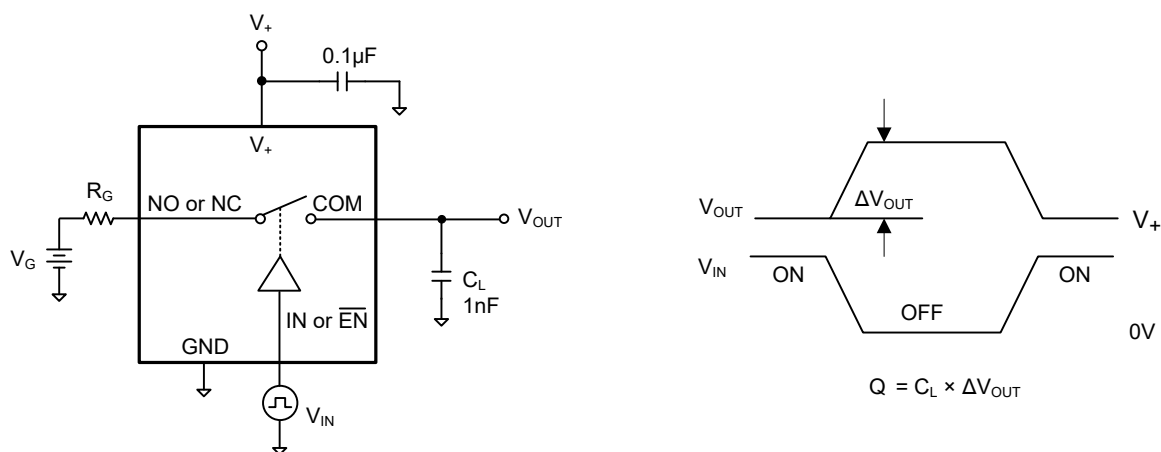 V+
0.1µF
V+
RG
NO or NC
COM
VOUT
VG
CL
1nF
IN or E̅N̅
GND
VIN
VOUT
ΔVOUT
V+
VIN
ON
OFF
ON
0V
Q = CL × ΔVOUT